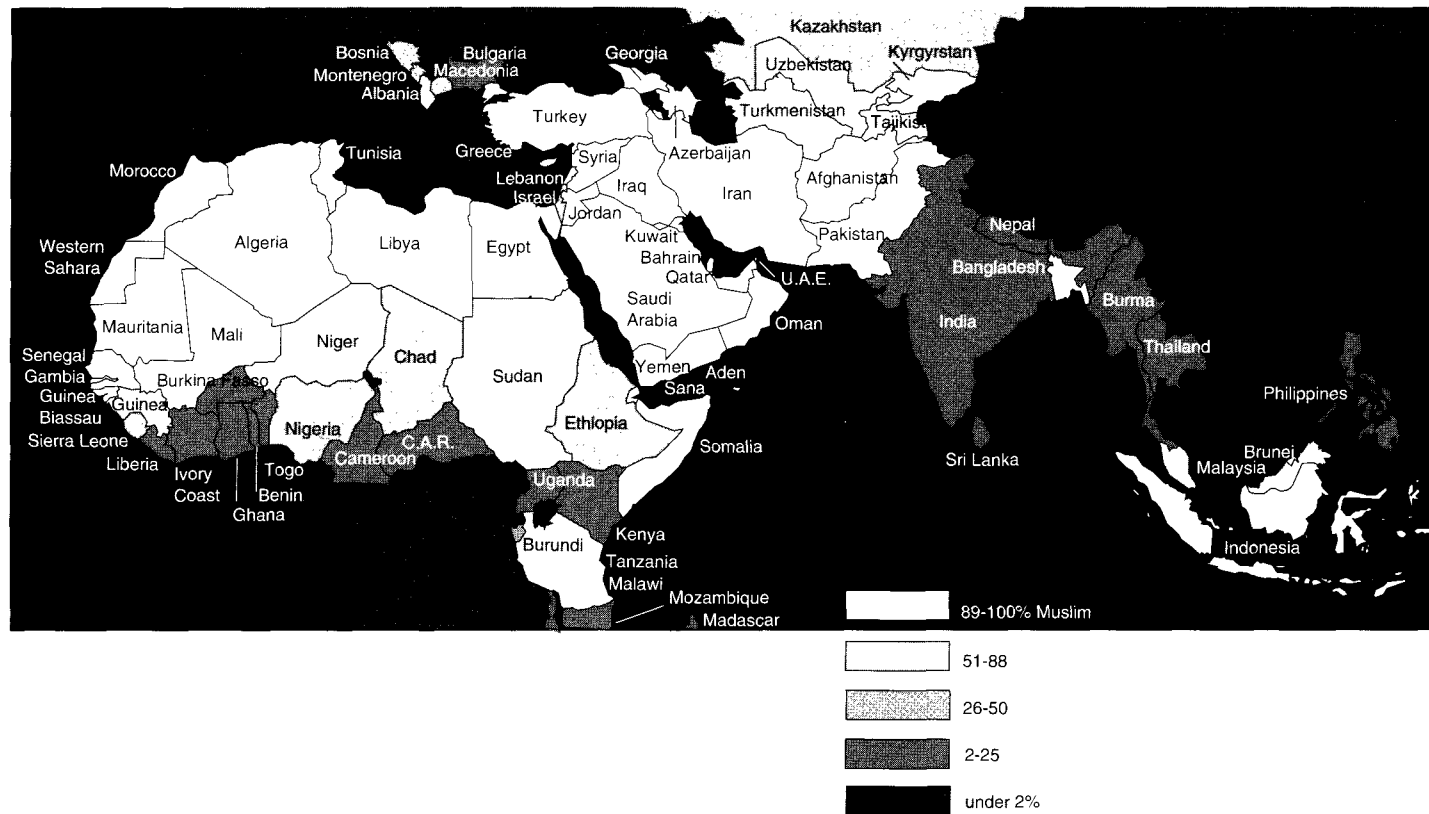 Kazakhstan
Bosnia
Bulgaria
Georgia
Kyrgyrstan
Montenegro
Macedonia
Uzbekistan
Albania
Turkmenistan
Turkey
Tajikist
Tunisia
Greece
Azerbaijan
Morocco
Syria
Lebanon
Iraq
Iran
Afghanistan
Israel
Jordan
Nepal
Algeria
Libya
Egypt
Kuwait
Pakistan
Western
Sahara
Bahrain
Bangladesh
Qatar
U.A.E.
Saudi
Arabia
Burma
Mauritania
Mali
Niger
Oman
India
Chad
Thailand
Senegal
Yemen
Aden
Gambia
Burkina Fasso
Sudan
Sana
Philippines
Guinea
Biassau
Guinea
Ethiopia
Nigeria
Sierra Leone
C.A.R.
Somalia
Brunei
Liberia
Cameroon
Sri Lanka
Malaysia
Ivory
Coast
Togo
Benin
Uganda
Ghana
Kenya
Burundi
Indonesia
Tanzania
Malawi
Mozambique
Madascar
89-100% Muslim
51-88
26-50
2-25
under 2%